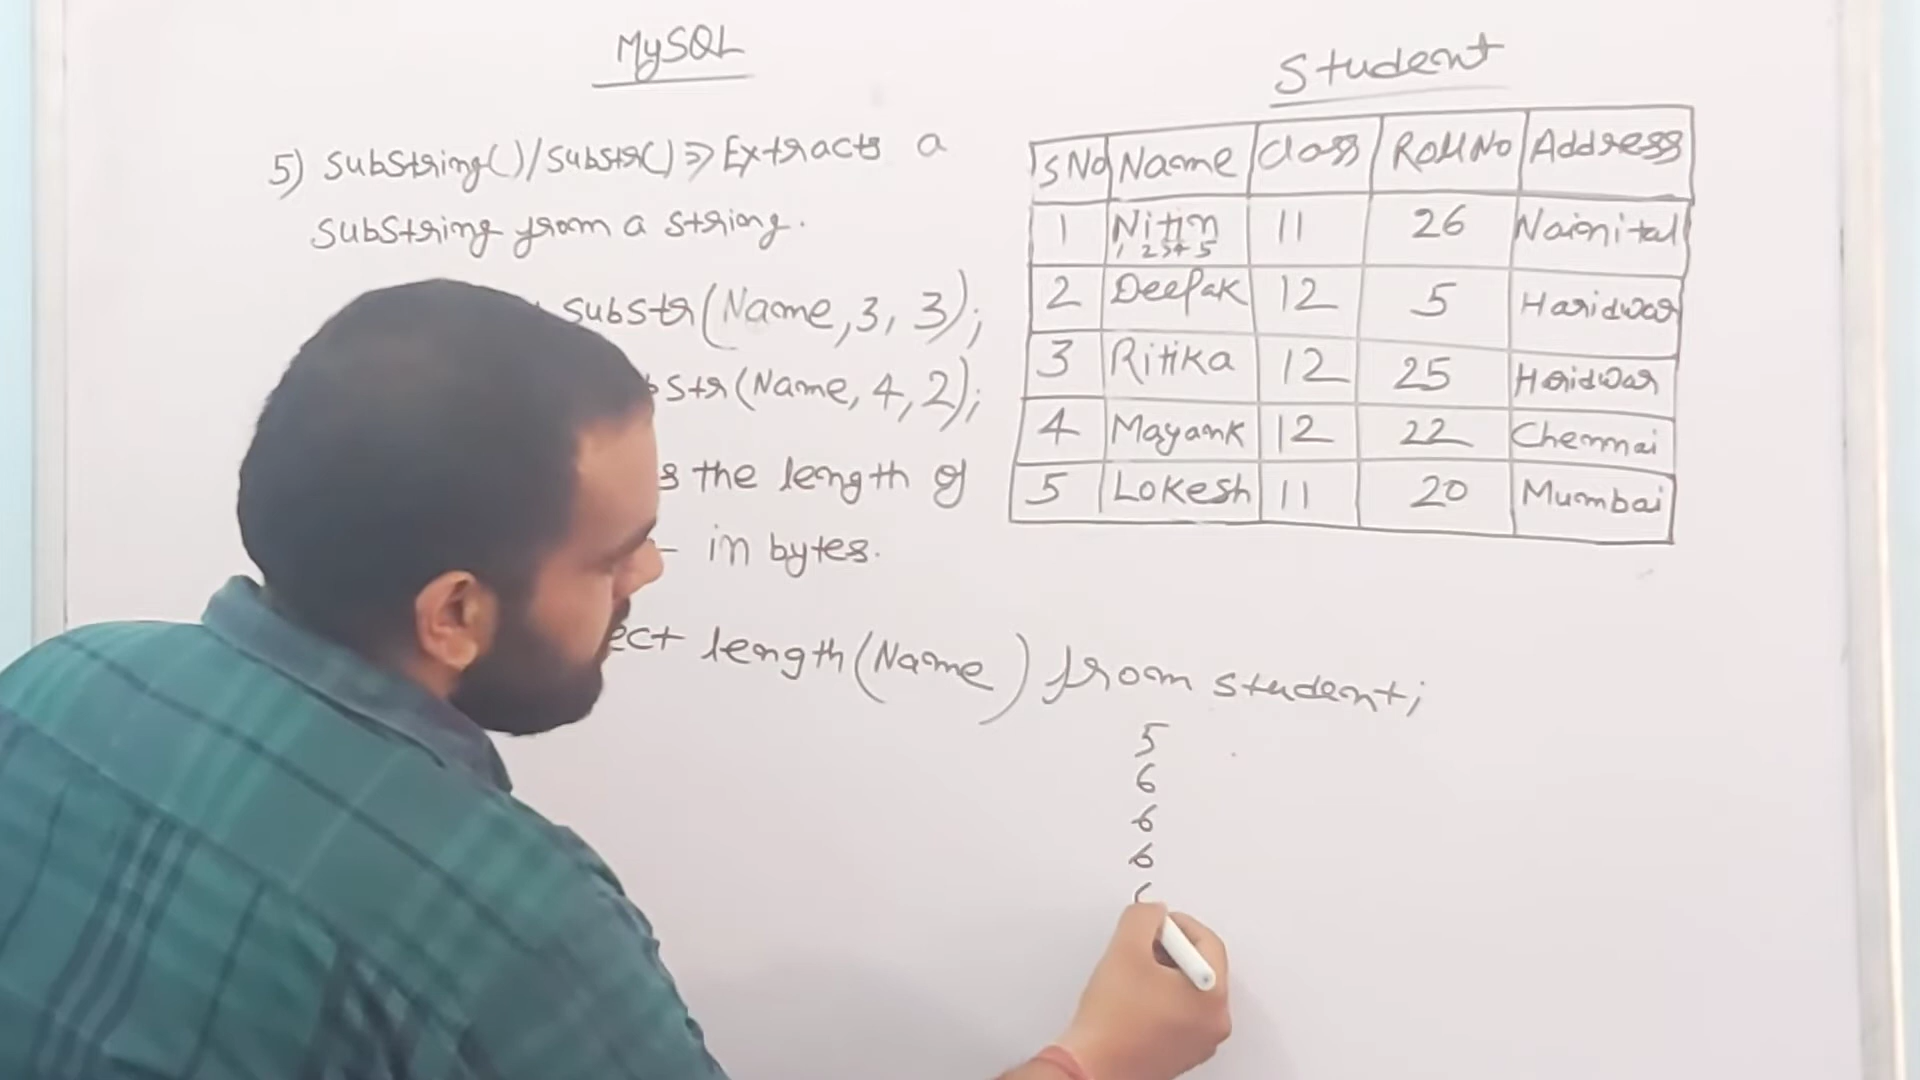 MySQL
5) Substring()/Substr() => Extracts a
substring from a string.
substr(Name,3, 3);
str(Name, 4, 2);
s the length of
in bytes.
ect length(Name) from student;
5
6
6
6
Student
S No Name Class Roll No Address
1 Nitin 11 26 Nainital
1 2 3 4 5
2 Deepak 12 5 Haridwar
3 Ritika 12 25 Haridwar
4 Mayank 12 22 Chennai
5 Lokesh 11 20 Mumbai